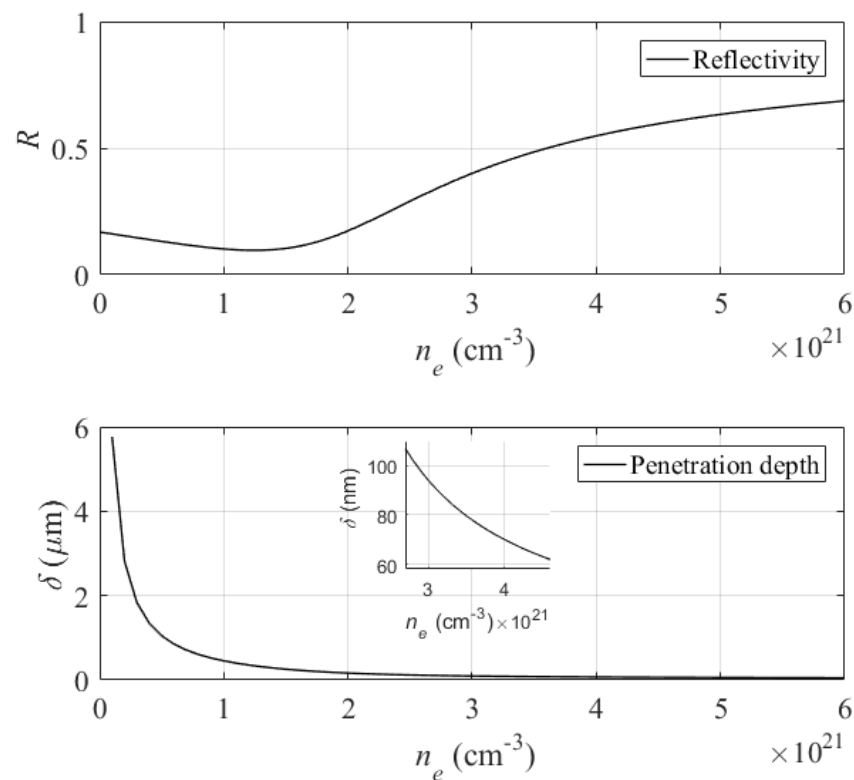 1
Reflectivity
R
0.5
0
0 1 2 3 4 5 6
n_e (cm^-3) ×10^21
6
Penetration depth
100
4
δ (nm)
80
δ (μm)
60
2
3 4
n_e (cm^-3)×10^21
0
0 1 2 3 4 5 6
n_e (cm^-3) ×10^21